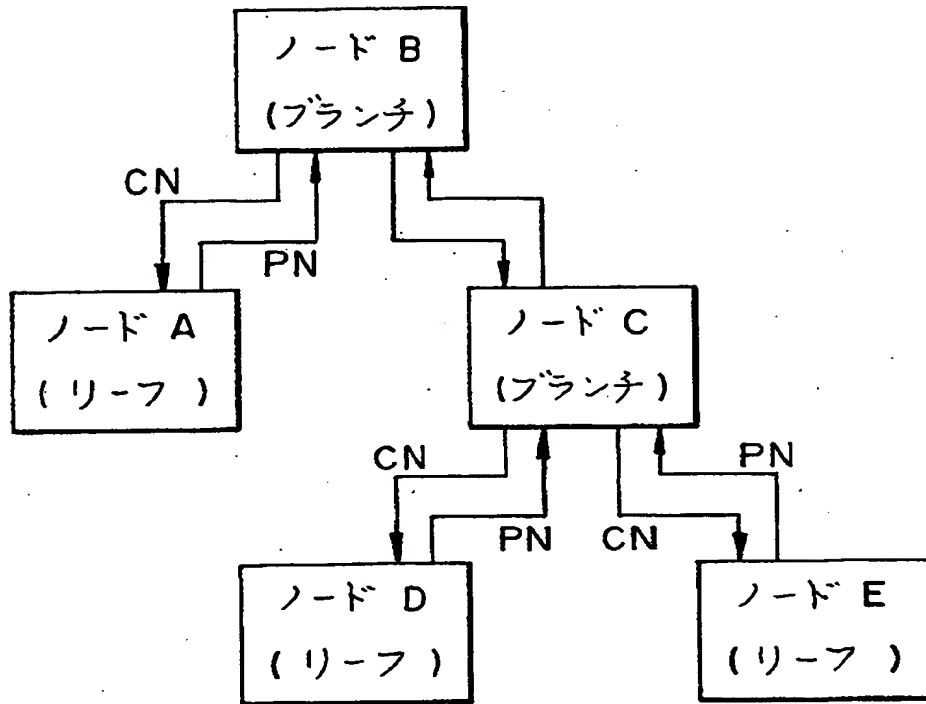 ノード B
(ブランチ)
CN
PN
ノード A
(リーフ)
ノード C
(ブランチ)
CN
PN
PN
CN
ノード D
(リーフ)
ノード E
(リーフ)